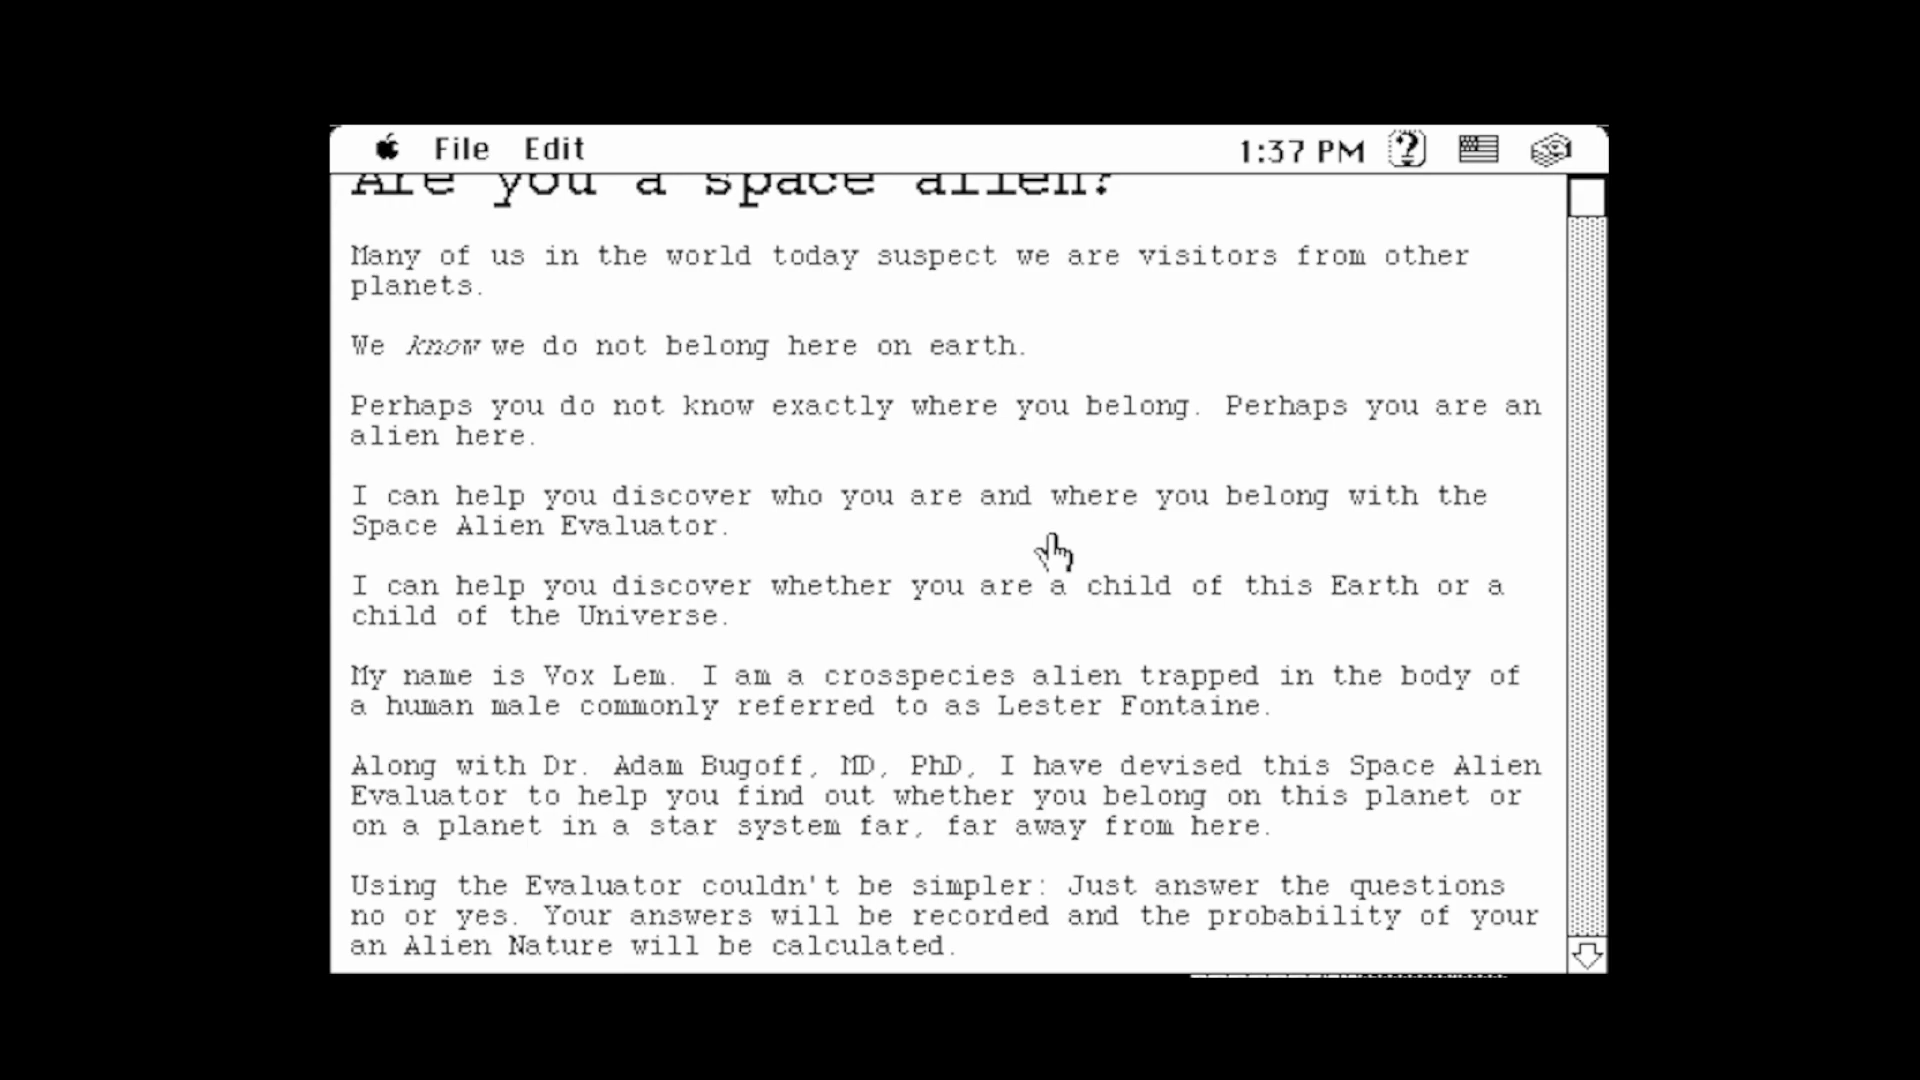 File Edit 1:37 PM
Are you a space alien?
Many of us in the world today suspect we are visitors from other
planets.
We know we do not belong here on earth.
Perhaps you do not know exactly where you belong. Perhaps you are an
alien here.
I can help you discover who you are and where you belong with the
Space Alien Evaluator.
I can help you discover whether you are a child of this Earth or a
child of the Universe.
My name is Vox Lem. I am a crosspecies alien trapped in the body of
a human male commonly referred to as Lester Fontaine.
Along with Dr. Adam Bugoff, MD, PhD, I have devised this Space Alien
Evaluator to help you find out whether you belong on this planet or
on a planet in a star system far, far away from here.
Using the Evaluator couldn't be simpler: Just answer the questions
no or yes. Your answers will be recorded and the probability of your
an Alien Nature will be calculated.